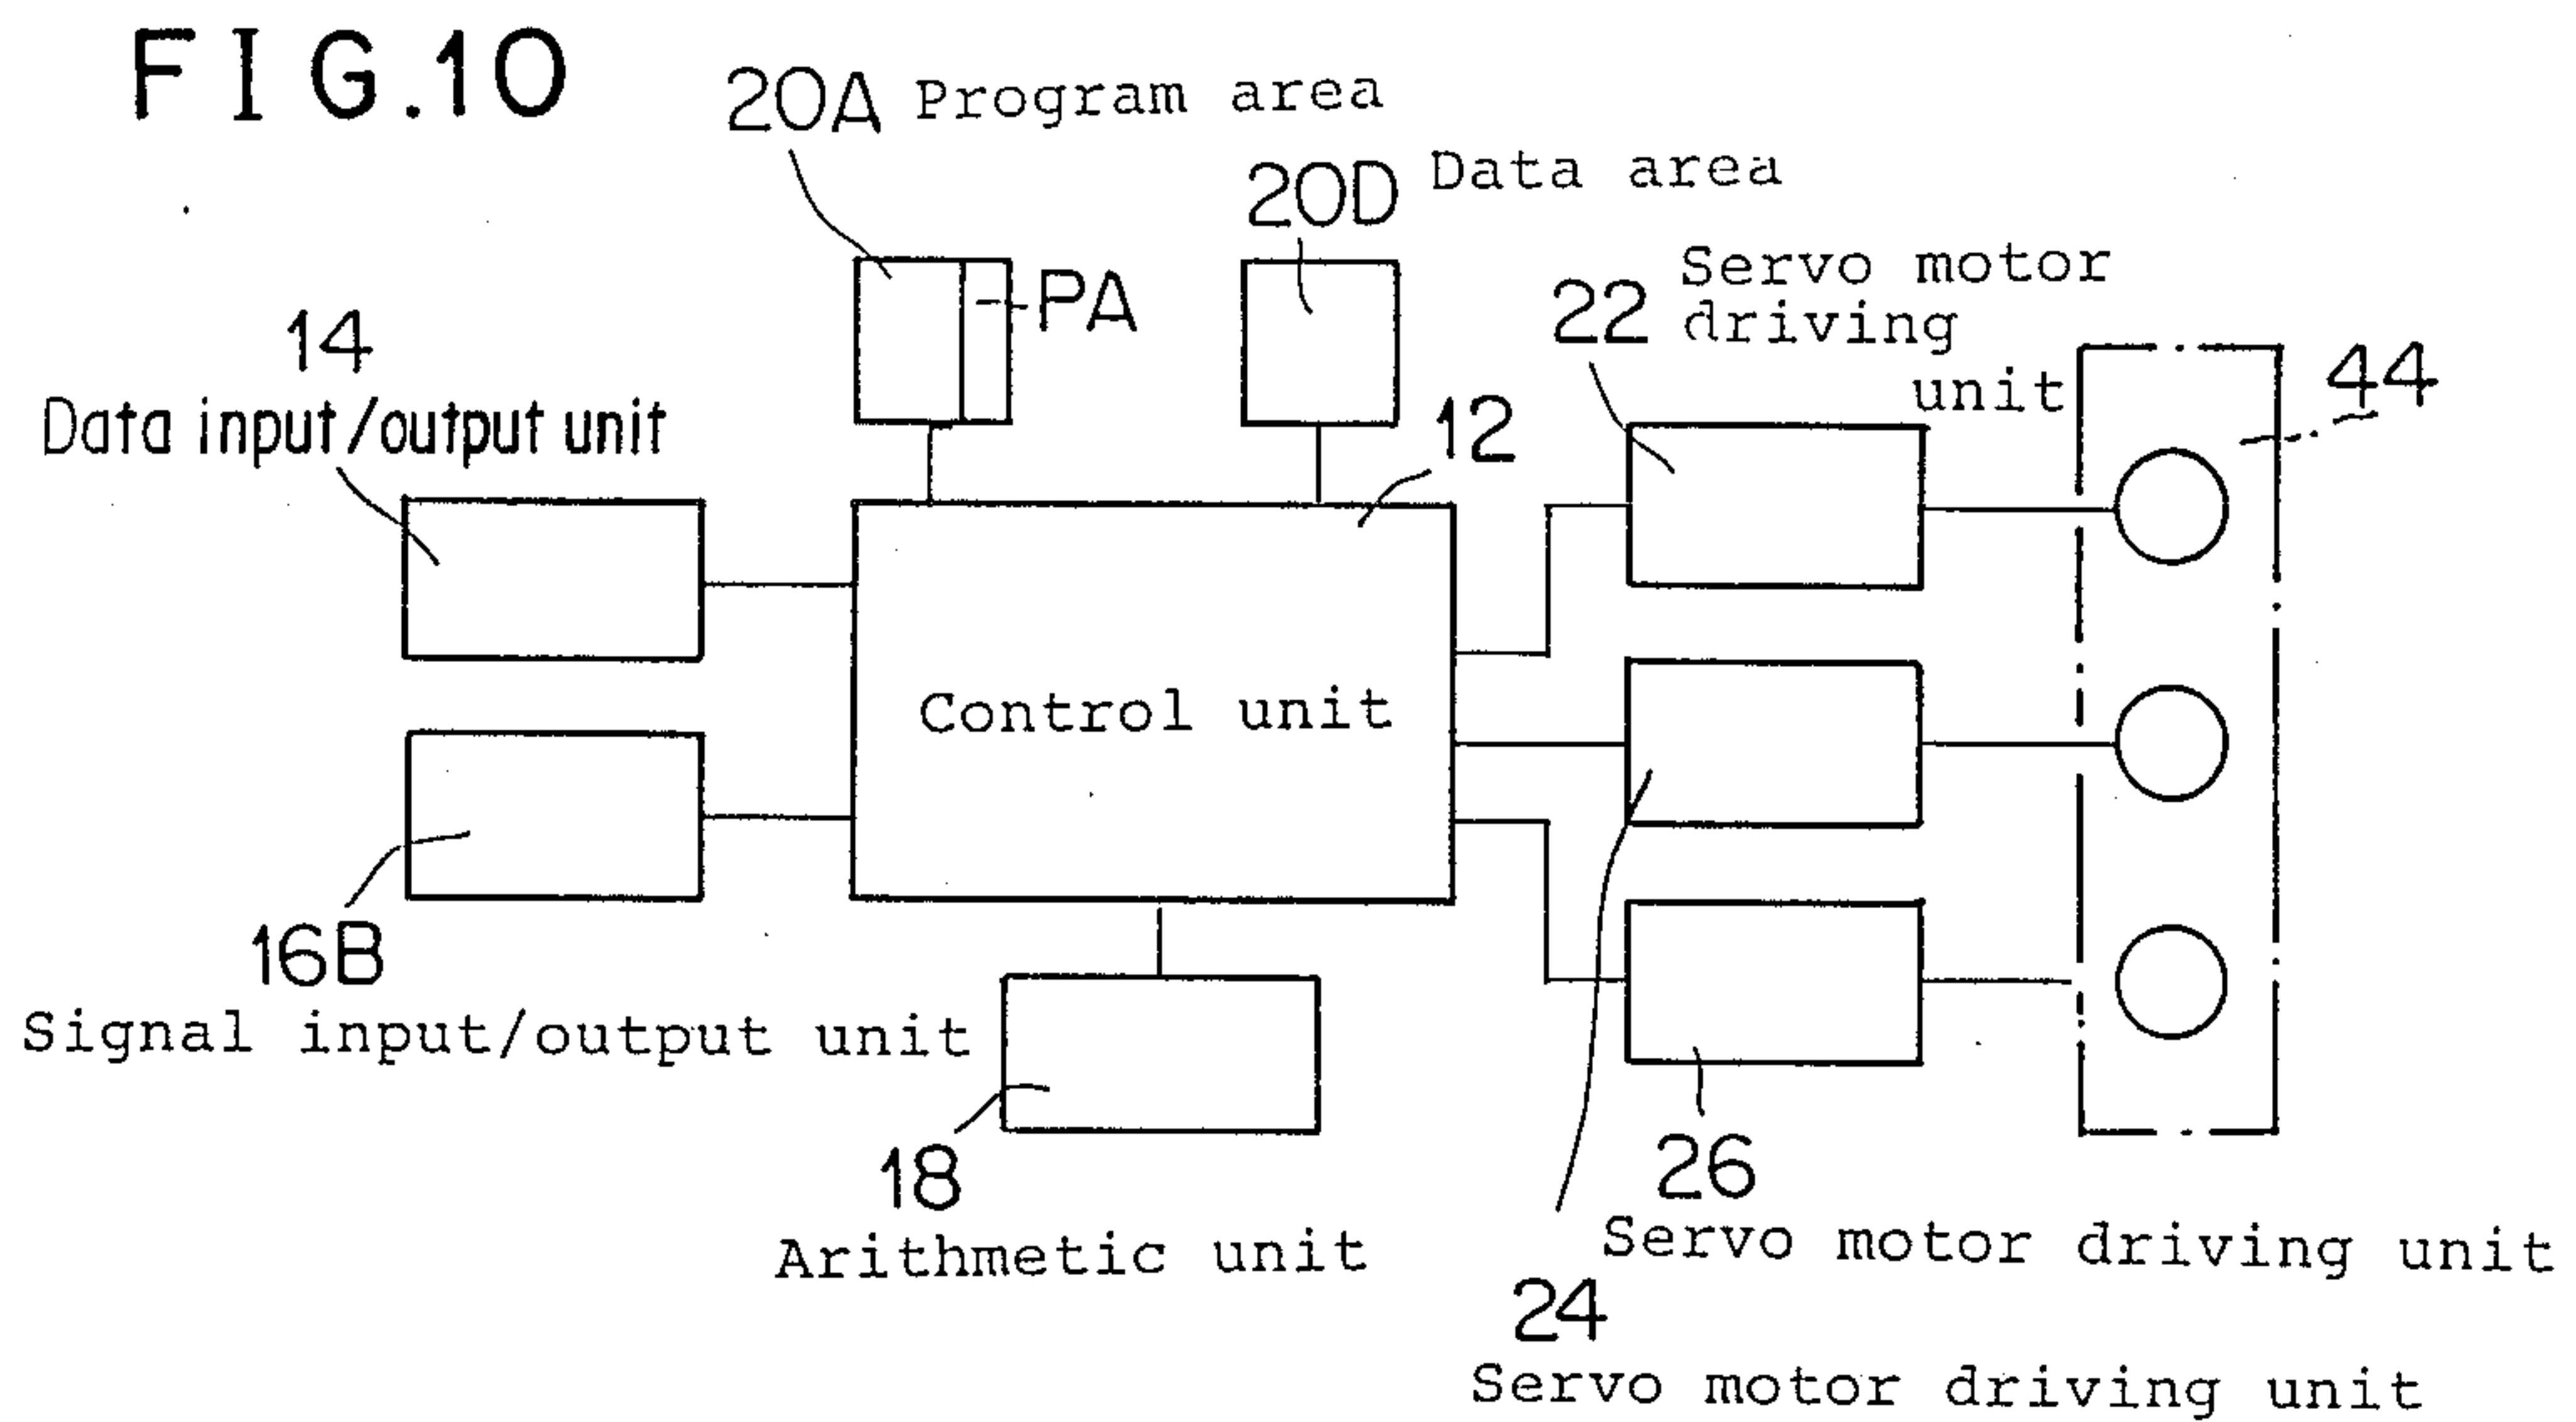 FIG.10
20A Program area
20D Data area
PA
22 Servo motor
driving
unit
44
14
Data input/output unit
12
Control unit
16B
Signal input/output unit
18
Arithmetic unit
26
Servo motor driving unit
24
Servo motor driving unit